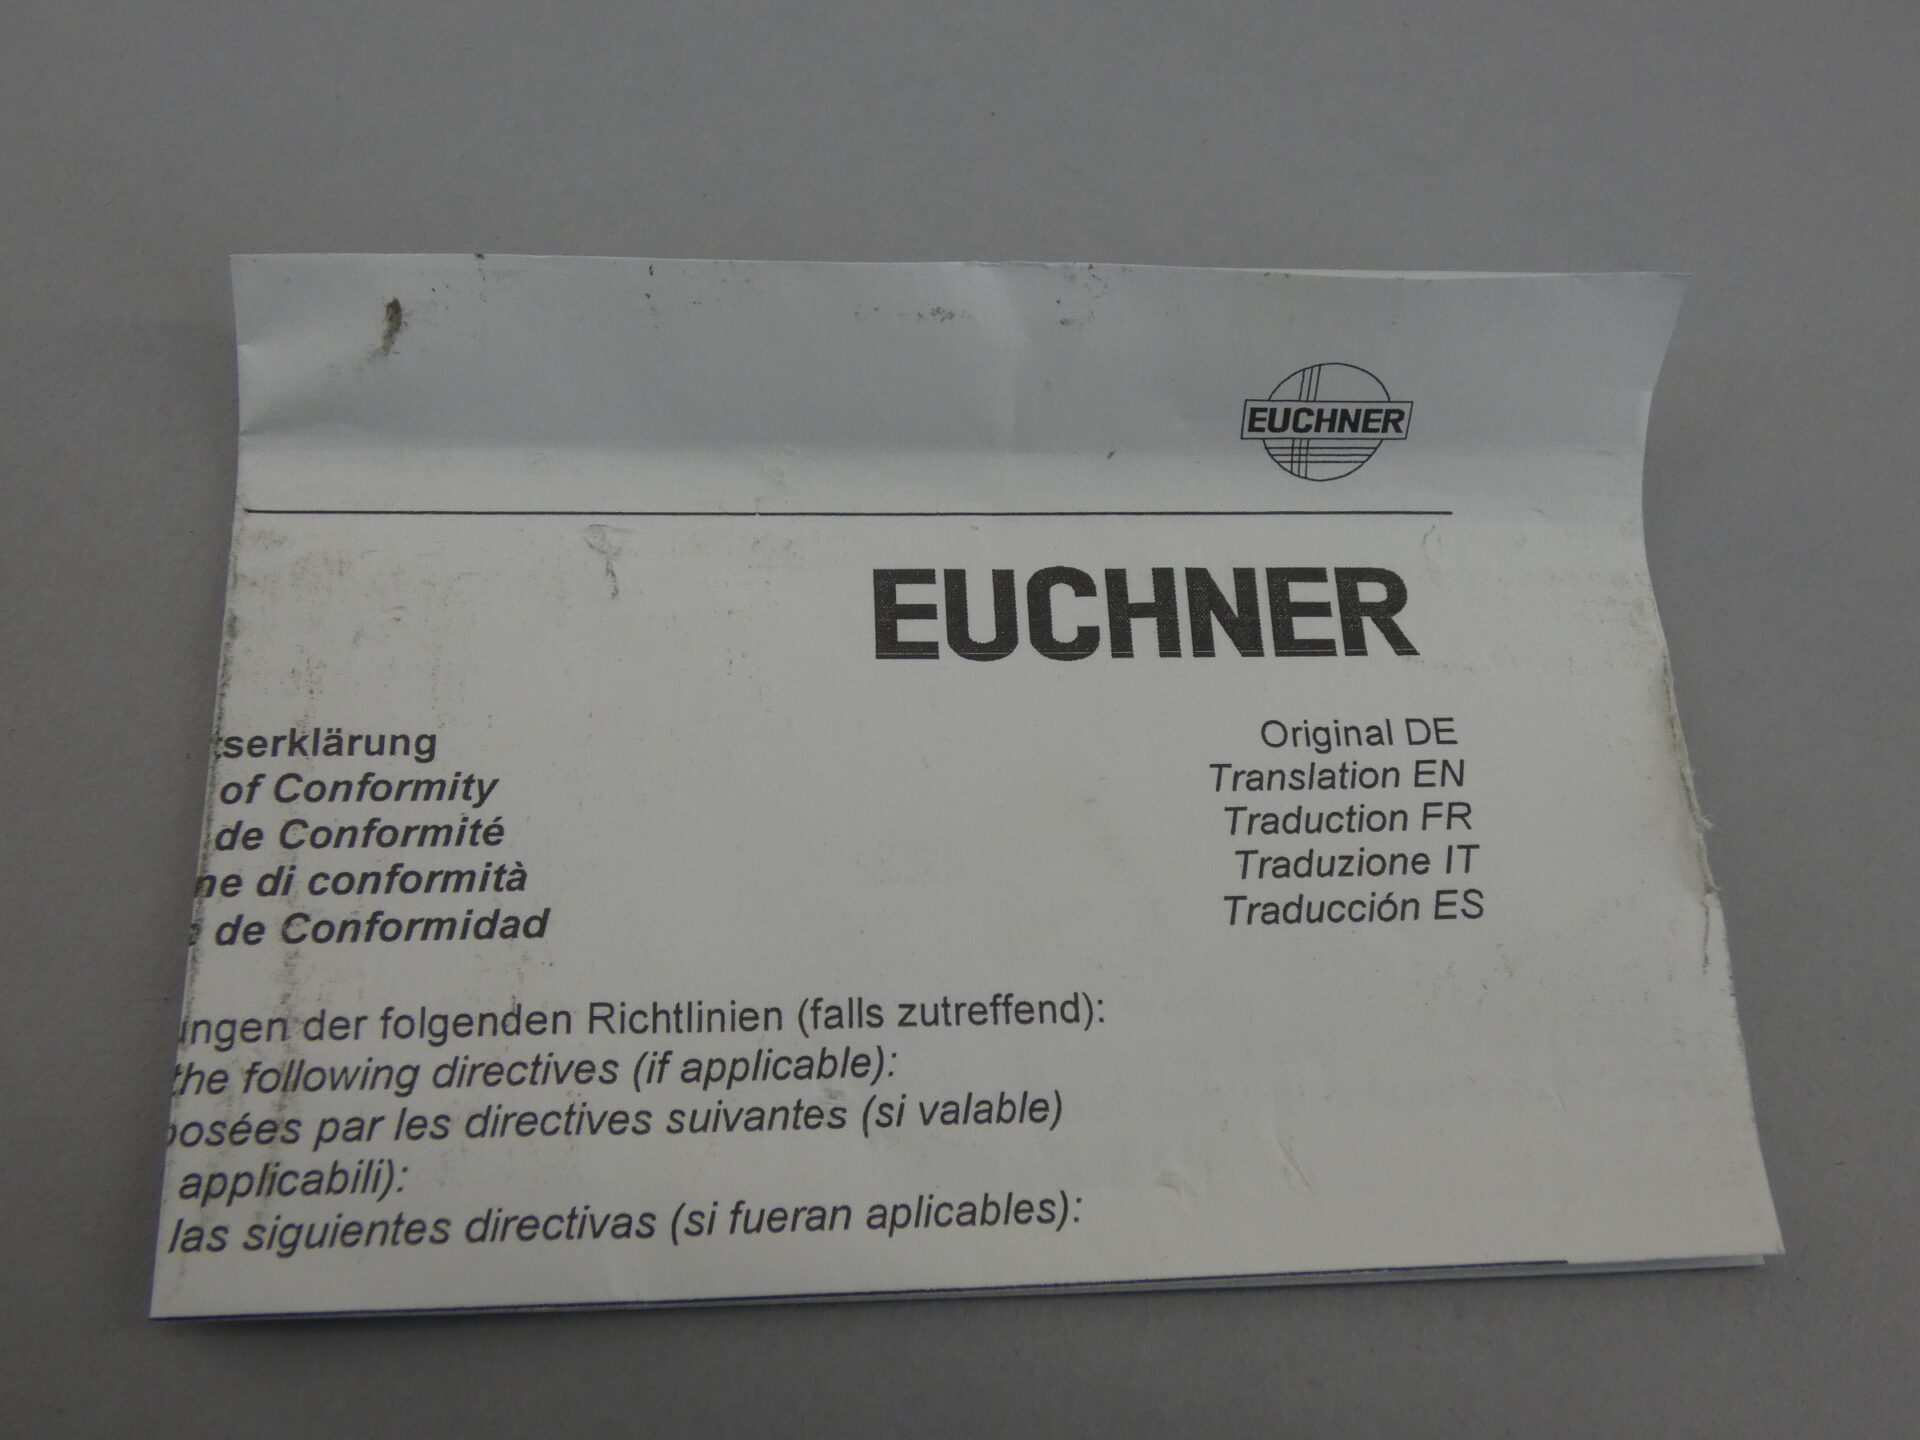 EUCHNER
EUCHNER
serklärung
Original DE
of Conformity
Translation EN
de Conformité
Traduction FR
ne di conformità
Traduzione IT
de Conformidad
Traducción ES
ungen der folgenden Richtlinien (falls zutreffend):
the following directives (if applicable):
osées par les directives suivantes (si valable)
applicabili):
las siguientes directivas (si fueran aplicables):